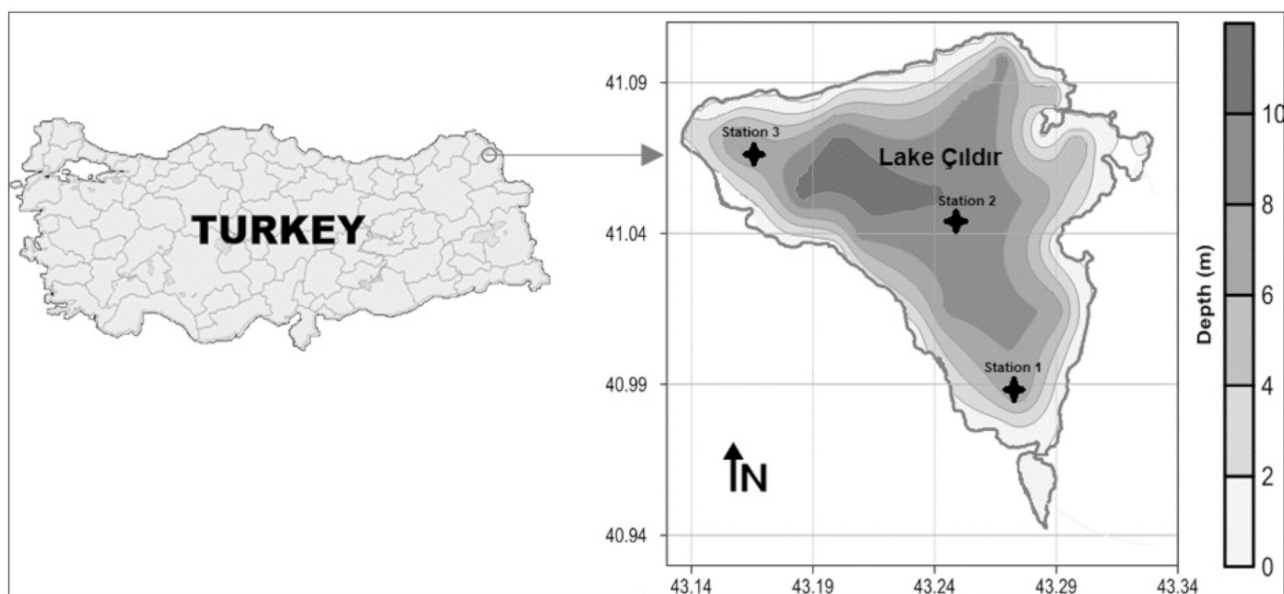 TURKEY
41.09
41.04
40.99
40.94
Station 3
Lake Çıldır
Station 2
Station 1
N
43.14
43.19
43.24
43.29
43.34
Depth (m)
10
8
6
4
2
0